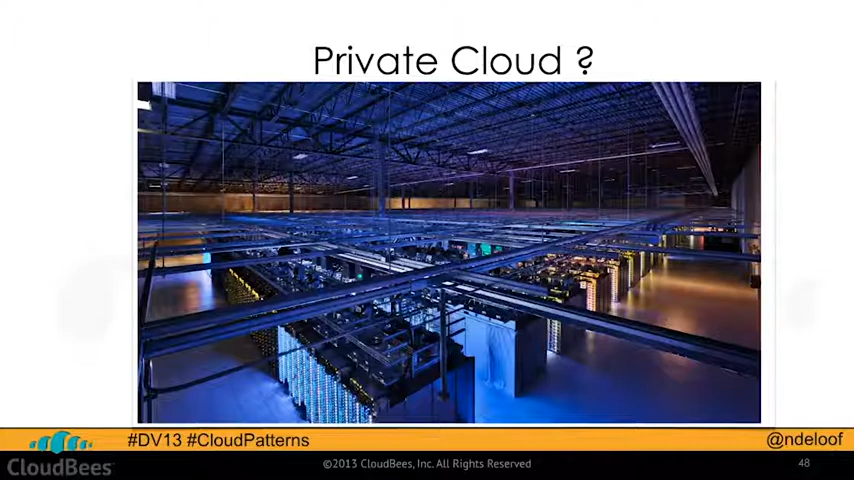 Private Cloud ?
#DV13 #CloudPatterns
@ndeloof
CloudBees
©2013 CloudBees, Inc. All Rights Reserved
48